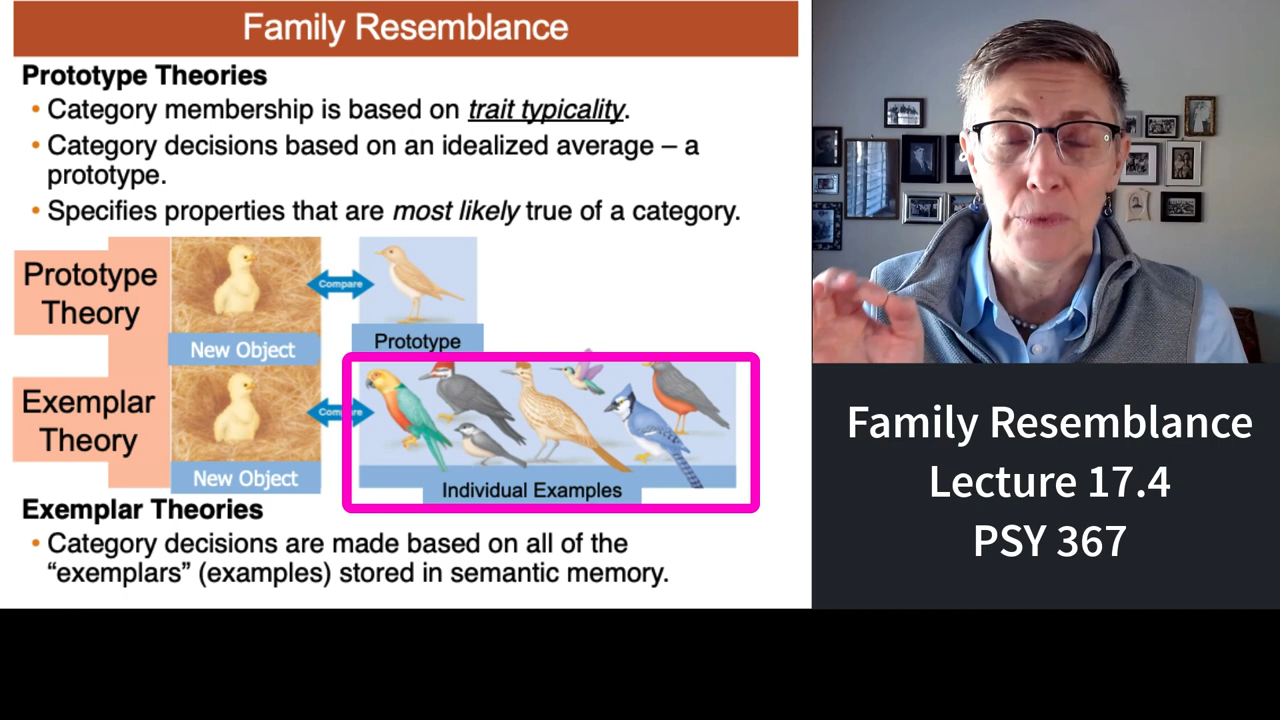 Family Resemblance
Prototype Theories
• Category membership is based on trait typicality.
• Category decisions based on an idealized average – a
prototype.
• Specifies properties that are most likely true of a category.
Prototype
Theory
Compare
New Object
Prototype
Exemplar
Theory
Compare
New Object
Individual Examples
Exemplar Theories
• Category decisions are made based on all of the
“exemplars” (examples) stored in semantic memory.
Family Resemblance
Lecture 17.4
PSY 367